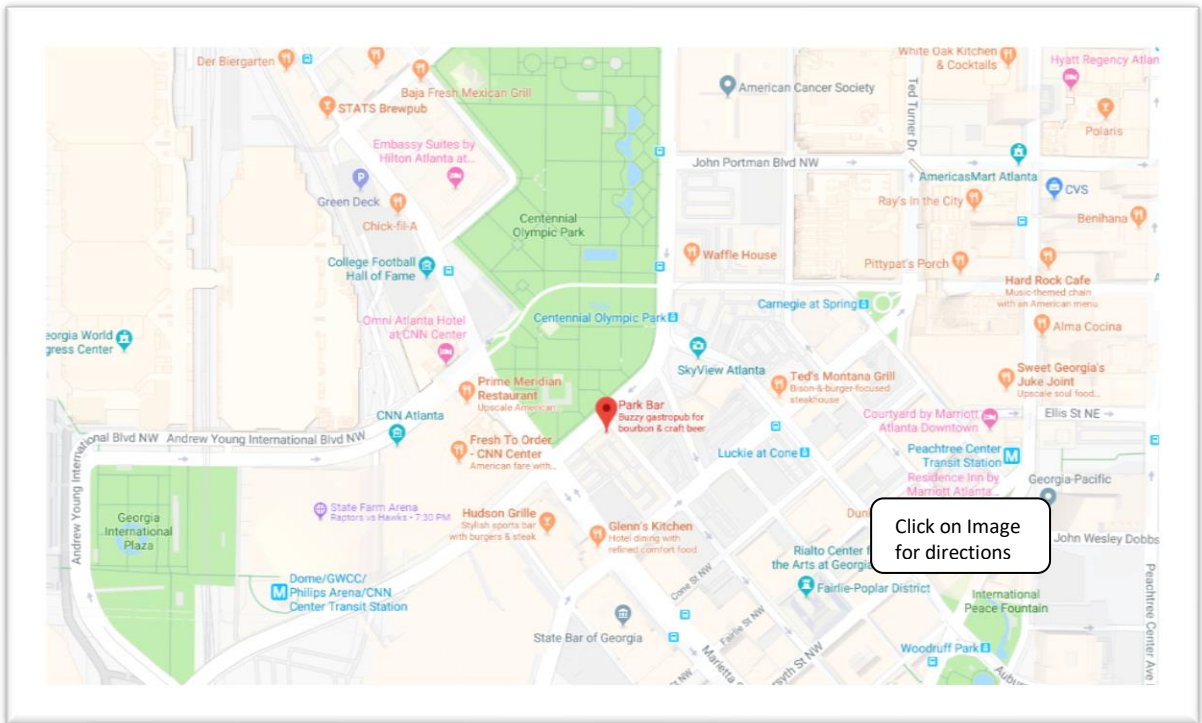 Der Biergarten
Baja Fresh Mexican Grill
STATS Brewpub
Embassy Suites by
Hilton Atlanta at...
Green Deck
Chick-fil-A
College Football
Hall of Fame
Centennial
Olympic Park
American Cancer Society
White Oak Kitchen
& Cocktails
Hyatt Regency Atlan
Polaris
Ted Turner Dr
John Portman Blvd NW
AmericasMart Atlanta
CVS
Ray's In the City
Benihana
Waffle House
Pittypat's Porch
Hard Rock Cafe
Music-themed chain
with an American menu
Carnegie at Spring
Centennial Olympic Park
Alma Cocina
Omni Atlanta Hotel
at CNN Center
eorgia World
gress Center
SkyView Atlanta
Ted's Montana Grill
Bison-& burger-focused
steakhouse
Sweet Georgia's
Juke Joint
Upscale soul food...
Prime Meridian
Restaurant
Upscale American...
Park Bar
Buzzy gastropub for
bourbon & craft beer
CNN Atlanta
Courtyard by Marriott
Atlanta Downtown
Ellis St NE
Andrew Young International Blvd NW
Andrew Young International Blvd NW
Fresh To Order
- CNN Center
American fare with...
Luckie at Cone
Peachtree Center
Transit Station
Residence Inn by
Marriott Atlanta...
Georgia-Pacific
State Farm Arena
Raptors vs Hawks - 7:30 PM
Hudson Grille
Stylish sports bar
with burgers & steak
Glenn's Kitchen
Hotel dining with
refined comfort food
Georgia
International
Plaza
Dun
Click on Image
for directions
John Wesley Dobbs
Rialto Center f
the Arts at Georgi
Fairlie-Poplar District
Dome/GWCC/
Philips Arena/CNN
Center Transit Station
International
Peace Fountain
Cone St NW
Fairlie St NW
State Bar of Georgia
Marietta
rsyth St NW
Woodruff Park
Aubu
Peachtree Center Ave